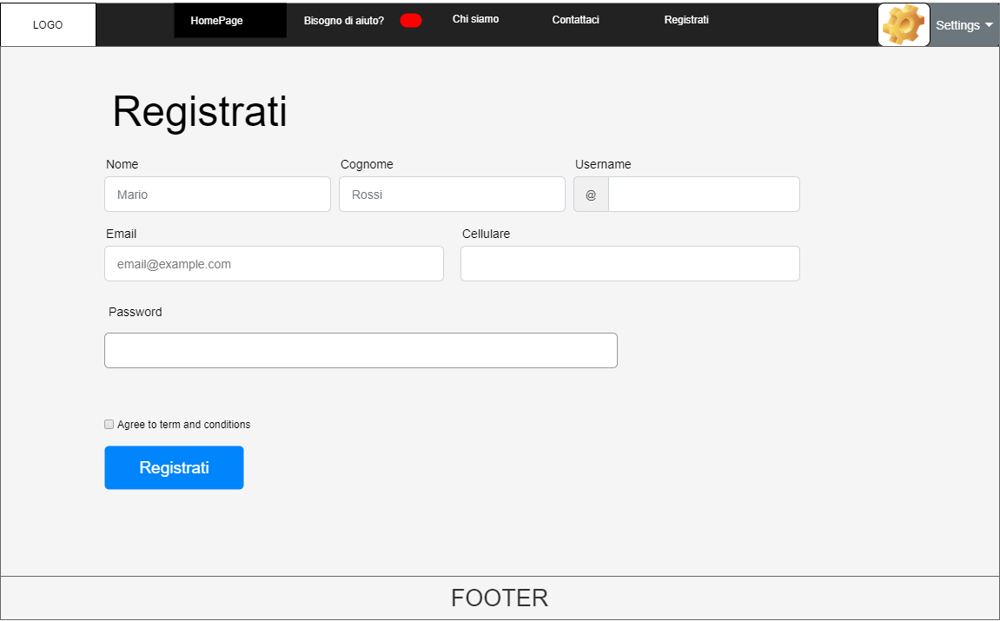 LOGO
HomePage
Bisogno di aiuto?
Chi siamo
Contattaci
Registrati
Settings
Registrati
Nome
Cognome
Username
Mario
Rossi
@
Email
Cellulare
email@example.com
Password
Agree to term and conditions
Registrati
FOOTER